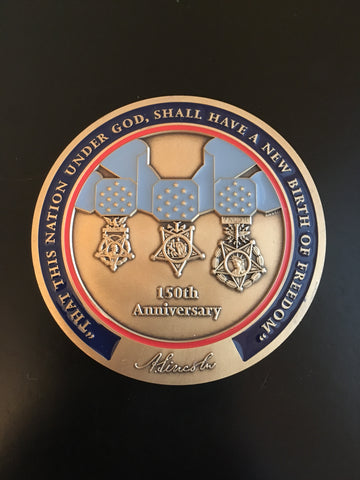 "THAT THIS NATION UNDER GOD, SHALL HAVE A NEW BIRTH OF FREEDOM"
150th
Anniversary
A. Lincoln